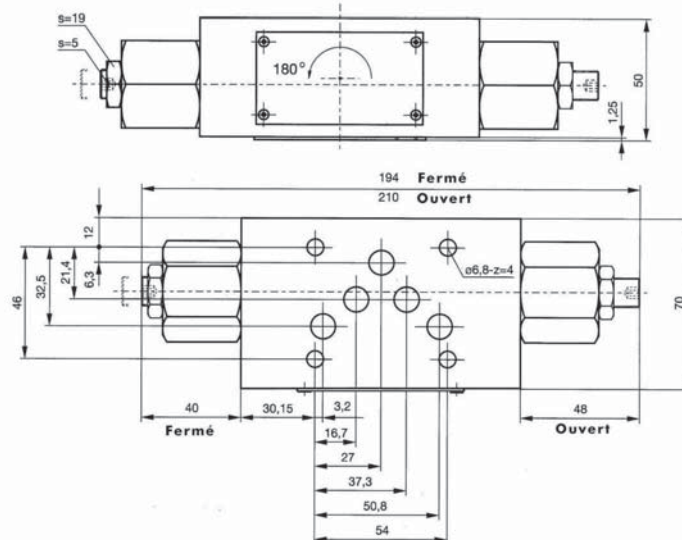 s=19
s=5
180°
50
1,25
194 Fermé
210 Ouvert
12
6,3
21,4
32,5
46
ø6,8-z=4
70
40
30,15
3,2
48
Fermé
16,7
Ouvert
27
37,3
50,8
54